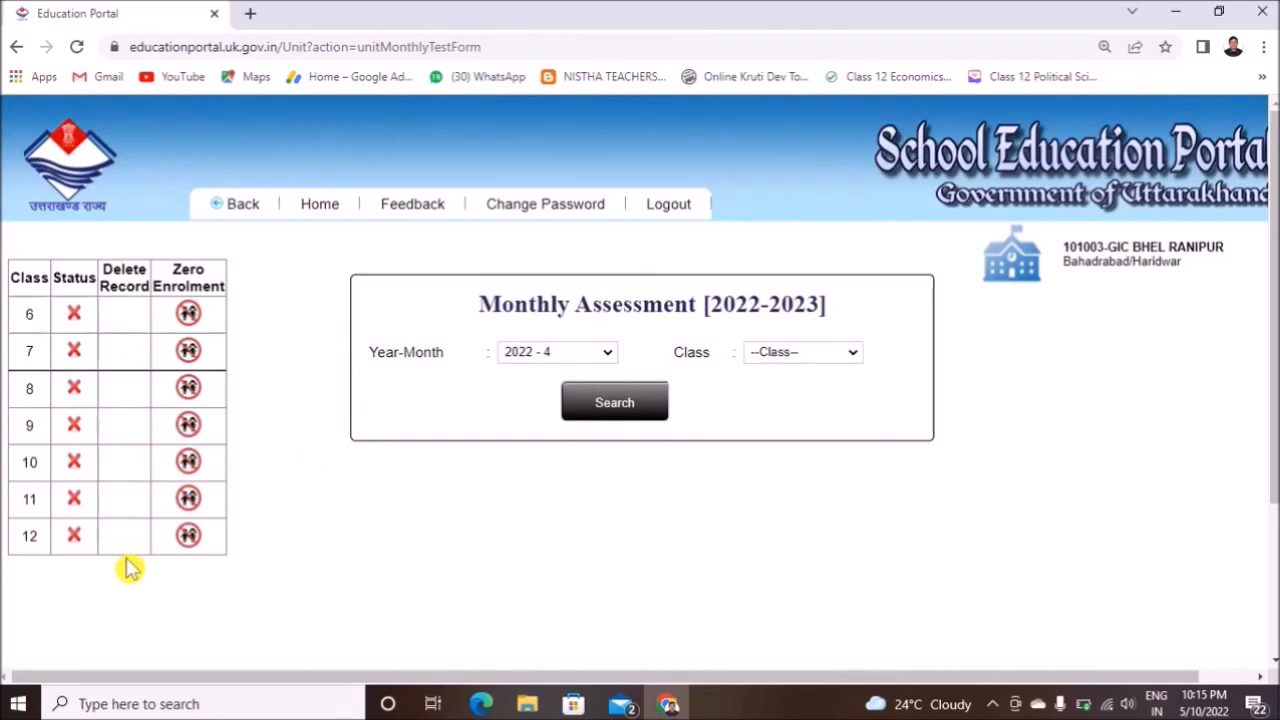 Education Portal
educationportal.uk.gov.in/Unit?action=unitMonthlyTestForm
Apps Gmail YouTube Maps Home – Google Ad... (30) WhatsApp NISTHA TEACHERS... Online Kruti Dev To... Class 12 Economics... Class 12 Political Sci... »
School Education Portal
Government of Uttarakhand
उत्तराखण्ड राज्य
Back Home Feedback Change Password Logout
101003-GIC BHEL RANIPUR
Bahadrabad/Haridwar
Class Status Delete Record Zero Enrolment
6
7
8
9
10
11
12
Monthly Assessment [2022-2023]
Year-Month : 2022 - 4 Class : --Class--
Search
Type here to search
2
24°C Cloudy
ENG
IN
10:15 PM
5/10/2022
22